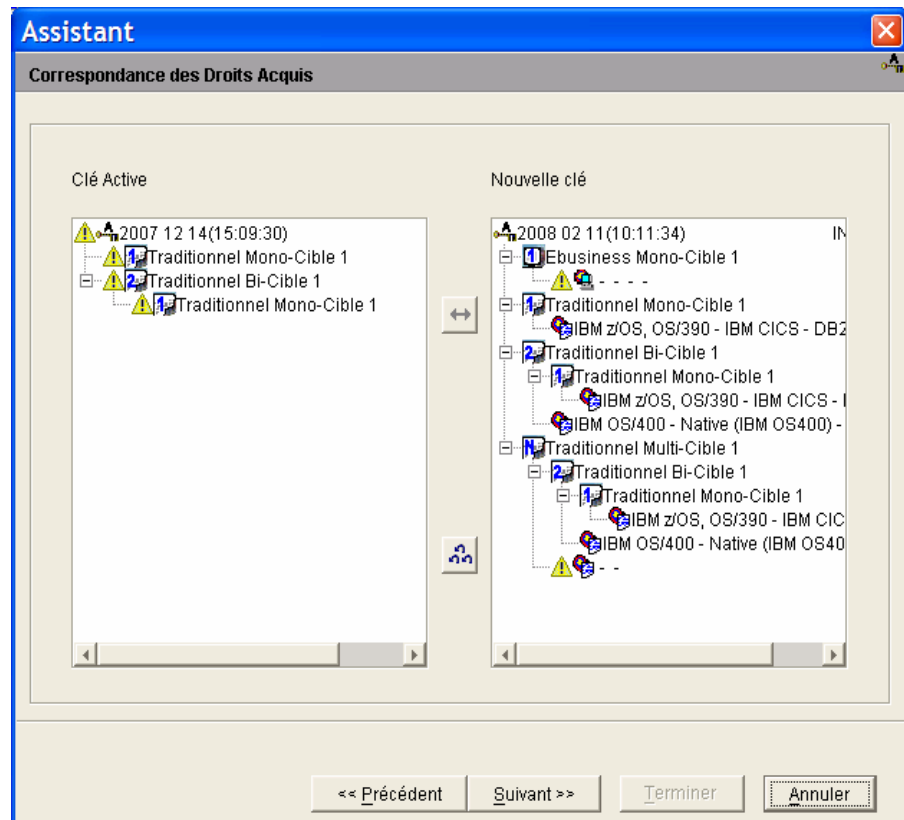 Assistant
Correspondance des Droits Acquis
Clé Active
2007 12 14(15:09:30)
Traditionnel Mono-Cible 1
Traditionnel Bi-Cible 1
Traditionnel Mono-Cible 1
Nouvelle clé
2008 02 11(10:11:34) IN
Ebusiness Mono-Cible 1
- - - -
Traditionnel Mono-Cible 1
IBM z/OS, OS/390 - IBM CICS - DB2
Traditionnel Bi-Cible 1
Traditionnel Mono-Cible 1
IBM z/OS, OS/390 - IBM CICS - I
IBM OS/400 - Native (IBM OS400) -
Traditionnel Multi-Cible 1
Traditionnel Bi-Cible 1
Traditionnel Mono-Cible 1
IBM z/OS, OS/390 - IBM CIC
IBM OS/400 - Native (IBM OS40
- -
<< Précédent
Suivant >>
Terminer
Annuler